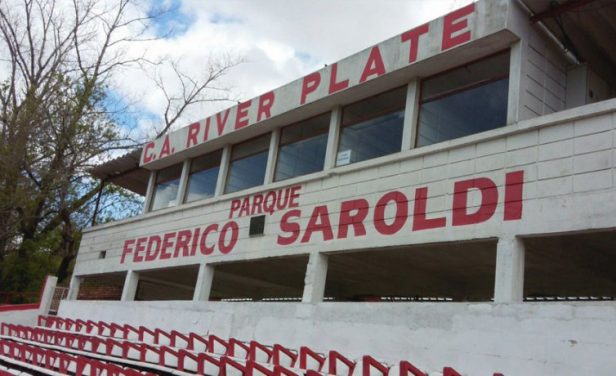 C.A. RIVER PLATE
PARQUE
FEDERICO SAROLDI